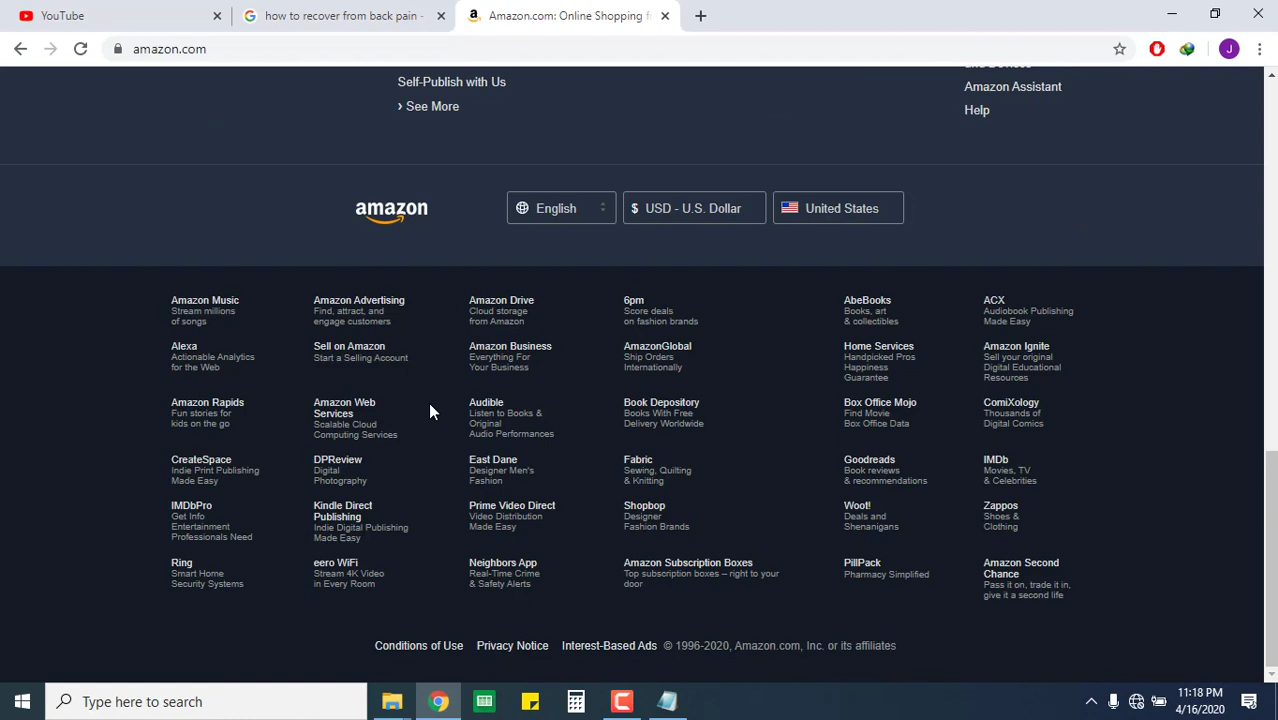 YouTube
how to recover from back pain -
Amazon.com: Online Shopping f
amazon.com
J
Self-Publish with Us
› See More
Amazon Assistant
Help
amazon
English
$ USD - U.S. Dollar
United States
Amazon Music
Stream millions
of songs
Amazon Advertising
Find, attract, and
engage customers
Amazon Drive
Cloud storage
from Amazon
6pm
Score deals
on fashion brands
AbeBooks
Books, art
& collectibles
ACX
Audiobook Publishing
Made Easy
Alexa
Actionable Analytics
for the Web
Sell on Amazon
Start a Selling Account
Amazon Business
Everything For
Your Business
AmazonGlobal
Ship Orders
Internationally
Home Services
Handpicked Pros
Happiness
Guarantee
Amazon Ignite
Sell your original
Digital Educational
Resources
Amazon Rapids
Fun stories for
kids on the go
Amazon Web
Services
Scalable Cloud
Computing Services
Audible
Listen to Books &
Original
Audio Performances
Book Depository
Books With Free
Delivery Worldwide
Box Office Mojo
Find Movie
Box Office Data
ComiXology
Thousands of
Digital Comics
CreateSpace
Indie Print Publishing
Made Easy
DPReview
Digital
Photography
East Dane
Designer Men's
Fashion
Fabric
Sewing, Quilting
& Knitting
Goodreads
Book reviews
& recommendations
IMDb
Movies, TV
& Celebrities
IMDbPro
Get Info
Entertainment
Professionals Need
Kindle Direct
Publishing
Indie Digital Publishing
Made Easy
Prime Video Direct
Video Distribution
Made Easy
Shopbop
Designer
Fashion Brands
Woot!
Deals and
Shenanigans
Zappos
Shoes &
Clothing
Ring
Smart Home
Security Systems
eero WiFi
Stream 4K Video
in Every Room
Neighbors App
Real-Time Crime
& Safety Alerts
Amazon Subscription Boxes
Top subscription boxes – right to your
door
PillPack
Pharmacy Simplified
Amazon Second
Chance
Pass it on, trade it in,
give it a second life
Conditions of Use Privacy Notice Interest-Based Ads © 1996-2020, Amazon.com, Inc. or its affiliates
Type here to search
11:18 PM
4/16/2020